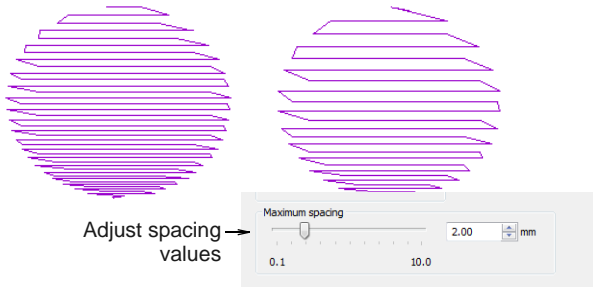 Maximum spacing
Adjust spacing
values
2.00 mm
0.1 10.0